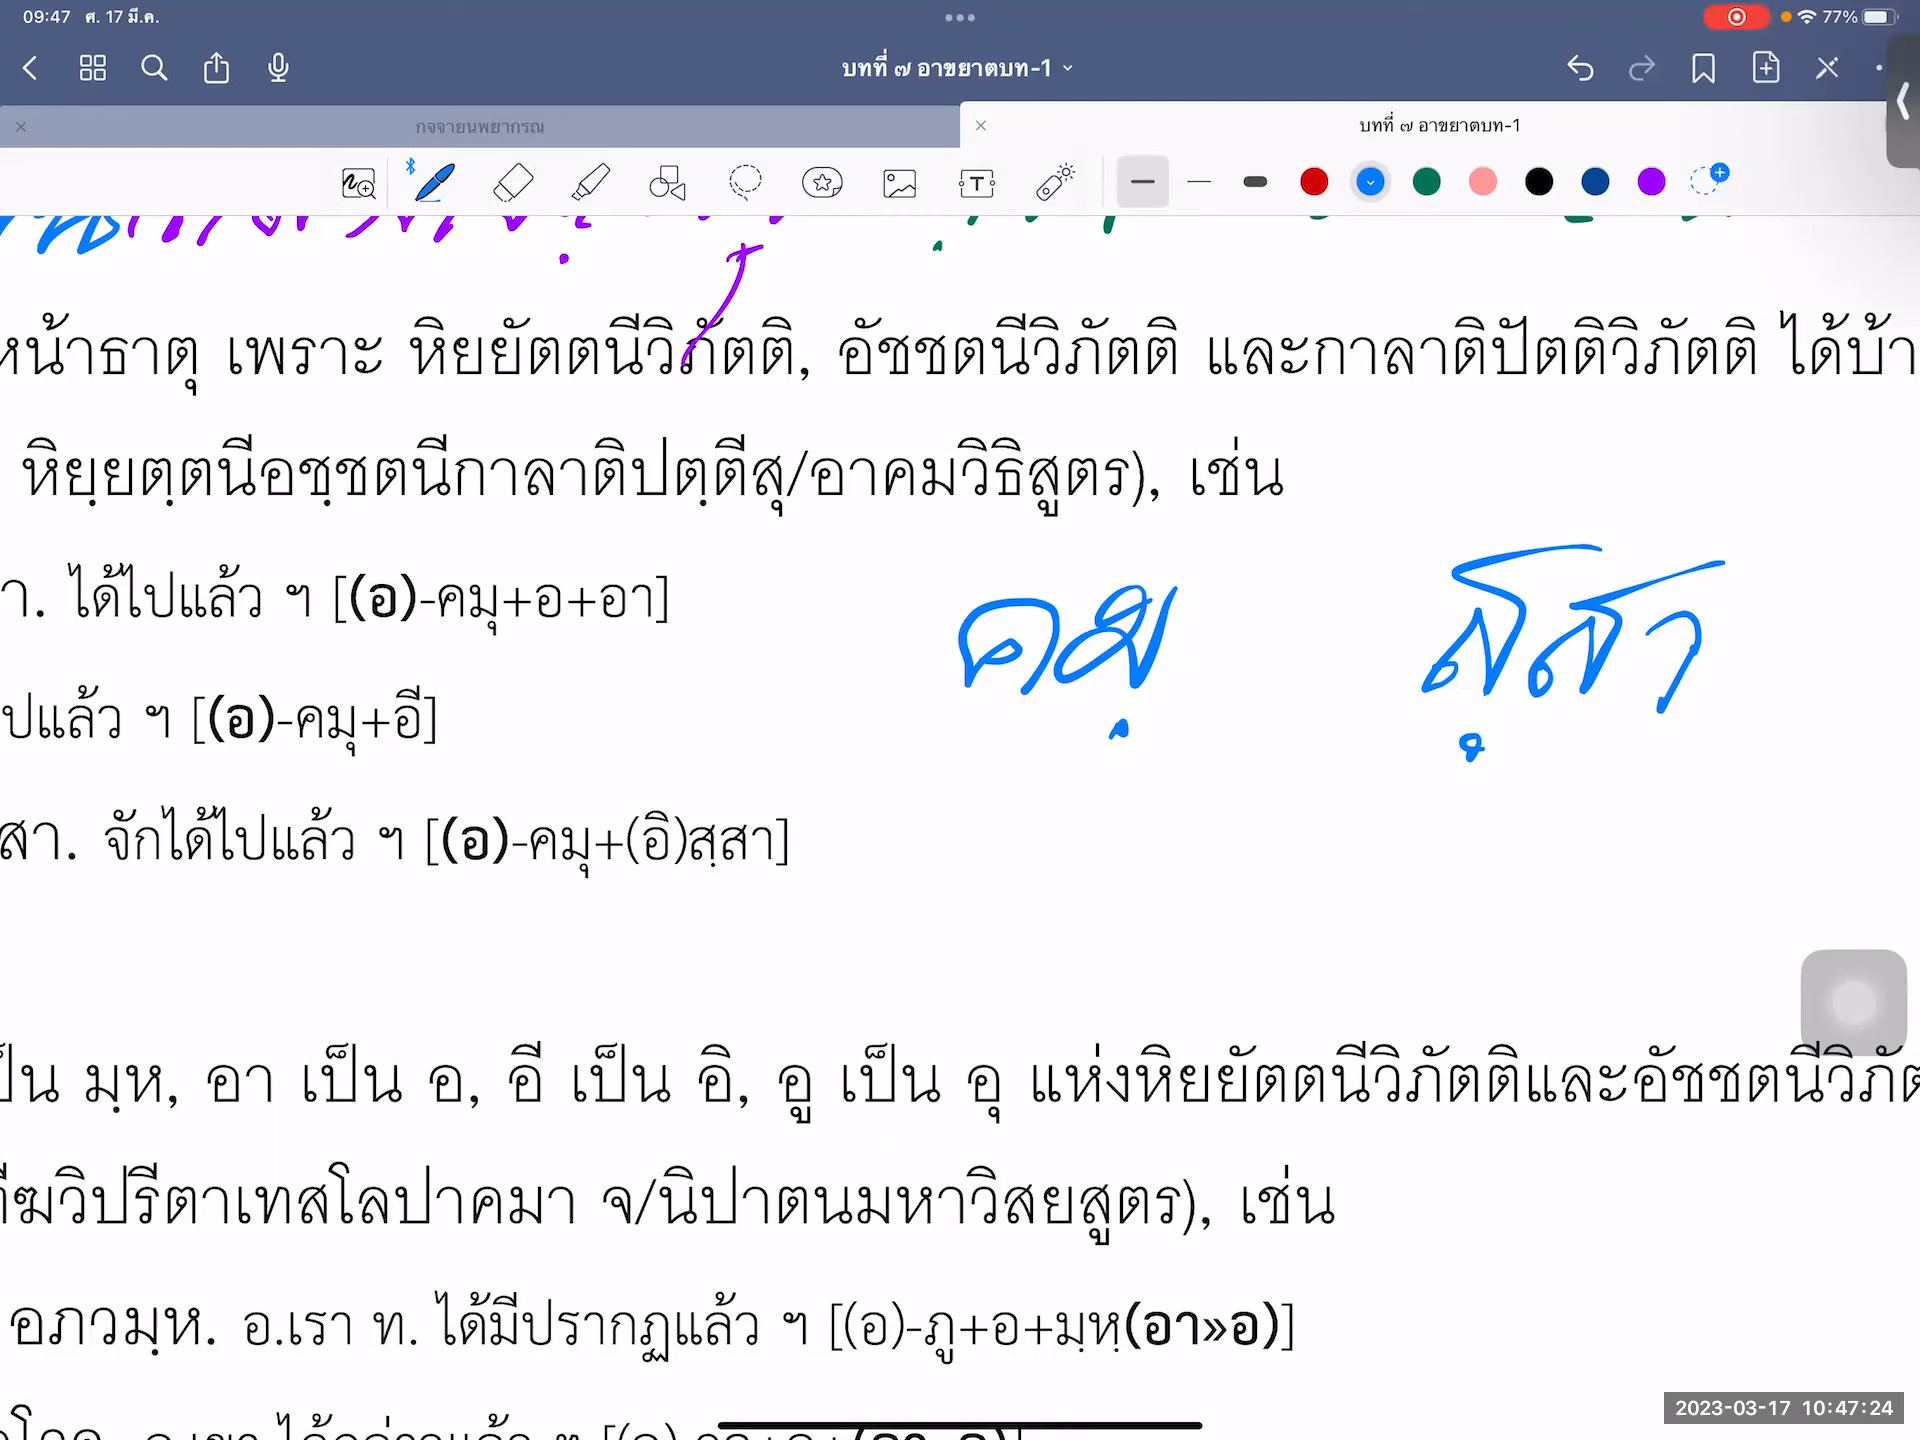 09:47 ศ. 17 มี.ค.
77%
บทที่ ๗ อาขยาตบท-1
กจจายนพยากรณ
บทที่ ๗ อาขยาตบท-1
หน้าธาตุ เพราะ หิยยัตตนีวิภัตติ, อัชชตนีวิภัตติ และกาลาติปัตติวิภัตติ ได้บ้า
หิยฺยตฺตนีอชฺชตนีกาลาติปตฺตีสุ/อาคมวิธิสูตร), เช่น
า. ได้ไปแล้ว ฯ [(อ)-คมุ+อ+อา]
คมฺ สฺสา
ปแล้ว ฯ [(อ)-คมุ+อี]
สา. จักได้ไปแล้ว ฯ [(อ)-คมุ+(อิ)สฺสา]
ป็น มฺห, อา เป็น อ, อี เป็น อิ, อู เป็น อุ แห่งหิยยัตตนีวิภัตติและอัชชตนีวิภัต
ทีฆวิปรีตาเทสโลปาคมา จ/นิปาตนมหาวิสยสูตร), เช่น
อภวมฺห. อ.เรา ท. ได้มีปรากฏแล้ว ฯ [(อ)-ภู+อ+มฺหฺ(อา»อ)]
2023-03-17 10:47:24